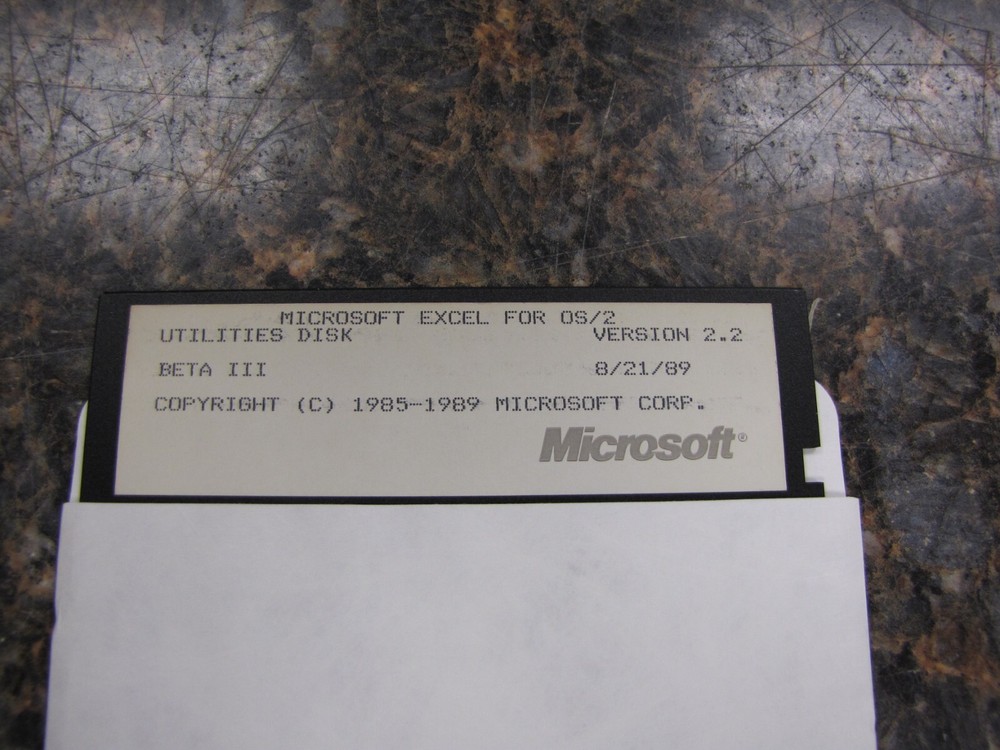 MICROSOFT EXCEL FOR OS/2
UTILITIES DISK VERSION 2.2
BETA III 8/21/89
COPYRIGHT (C) 1985-1989 MICROSOFT CORP.
Microsoft®